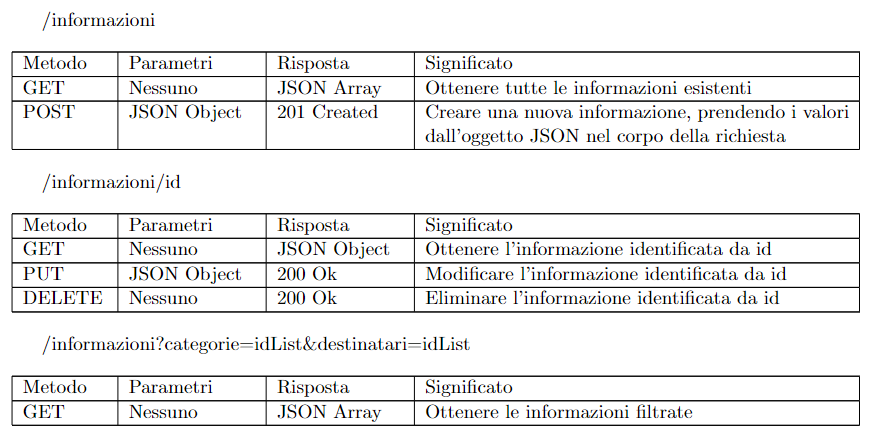 /informazioni
Metodo Parametri Risposta Significato
GET Nessuno JSON Array Ottenere tutte le informazioni esistenti
POST JSON Object 201 Created Creare una nuova informazione, prendendo i valori
dall'oggetto JSON nel corpo della richiesta
/informazioni/id
Metodo Parametri Risposta Significato
GET Nessuno JSON Object Ottenere l'informazione identificata da id
PUT JSON Object 200 Ok Modificare l'informazione identificata da id
DELETE Nessuno 200 Ok Eliminare l'informazione identificata da id
/informazioni?categorie=idList&destinatari=idList
Metodo Parametri Risposta Significato
GET Nessuno JSON Array Ottenere le informazioni filtrate